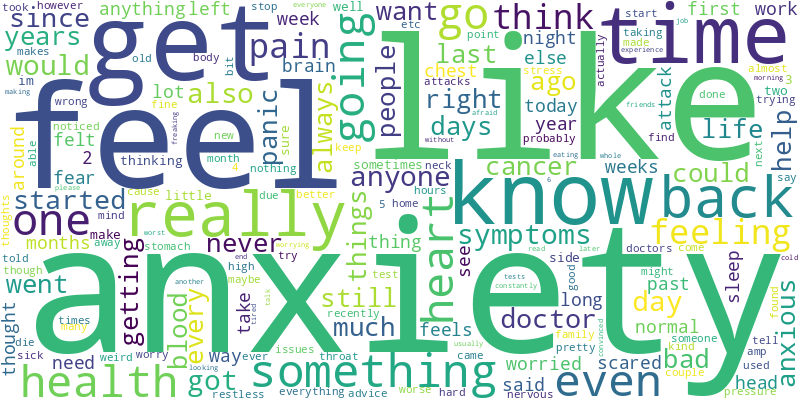 took however anything left stop week well want go think first work
since get etc point start job
years pain going last night taking made actually
would makes old body bit brain people else almost morning 3
im lot also always chest ago stress experience two
feel like time
wrong fine attacks right today attack done trying
around noticed felt new sure keep days year probably friends find
able 2 thinking freaking panic afraid without life next help
fear month nothing 4 sometimes neck eating whole say
thoughts please cause little due better anyone cancer weeks could
started mind hours 6
one really things know back
months make away never 5 home heart symptoms feeling
told worst stomach worrying thing see read later doctors come cold
though getting end try test side might sleep
went another high maybe still tests good past
times blood every take tired talk recently constantly long day found anxious
many much feels doctor family normal someone
thought die usually convinced kind tell
anxiety
sick weird worry way ever issues throat came pretty bad amp
need looking worried scared couple used
health got restless everything something advice worse hard nervous said even head pressure
everyone making